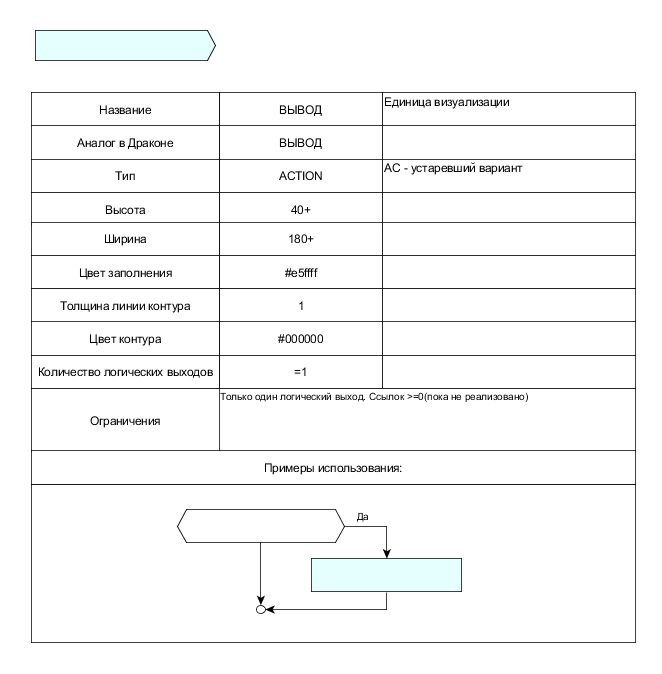 Название ВЫВОД Единица визуализации
Аналог в Драконе ВЫВОД
Тип ACTION АС - устаревший вариант
Высота 40+
Ширина 180+
Цвет заполнения #e5ffff
Толщина линии контура 1
Цвет контура #000000
Количество логических выходов =1
Ограничения Только один логический выход. Ссылок >=0(пока не реализовано)
Примеры использования:
Да